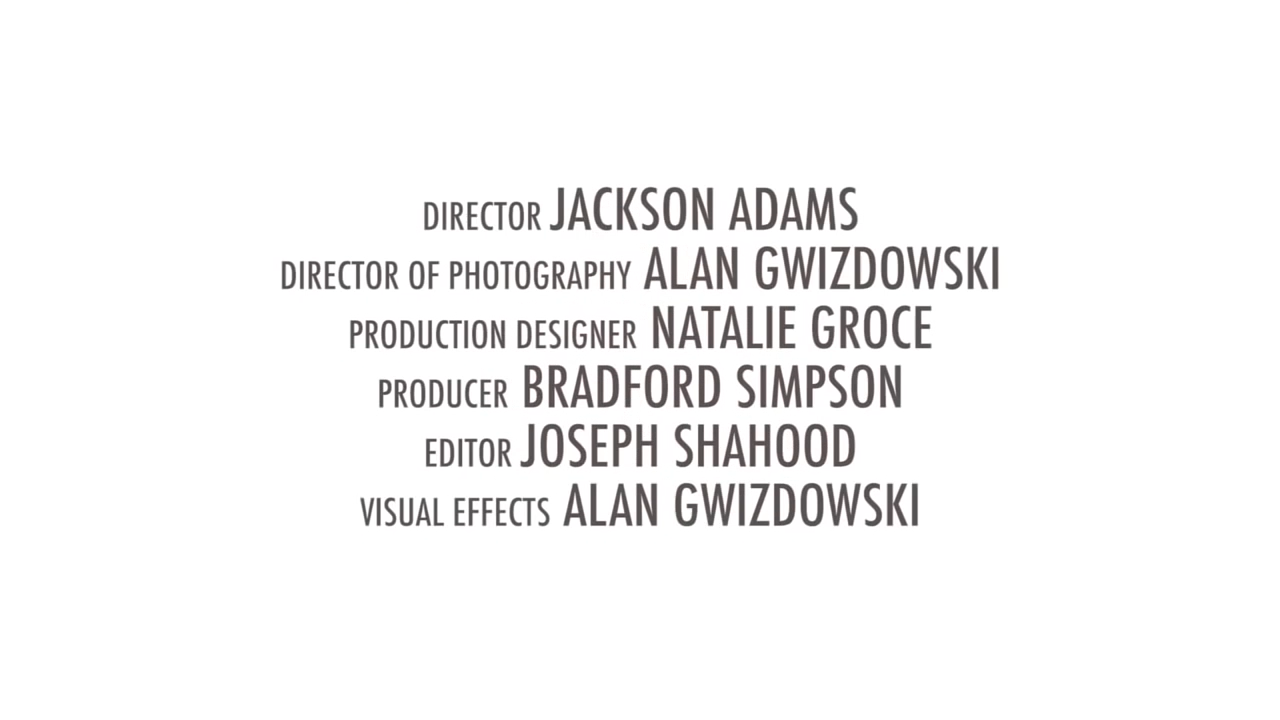 DIRECTOR JACKSON ADAMS
DIRECTOR OF PHOTOGRAPHY ALAN GWIZDOWSKI
PRODUCTION DESIGNER NATALIE GROCE
PRODUCER BRADFORD SIMPSON
EDITOR JOSEPH SHAHOOD
VISUAL EFFECTS ALAN GWIZDOWSKI